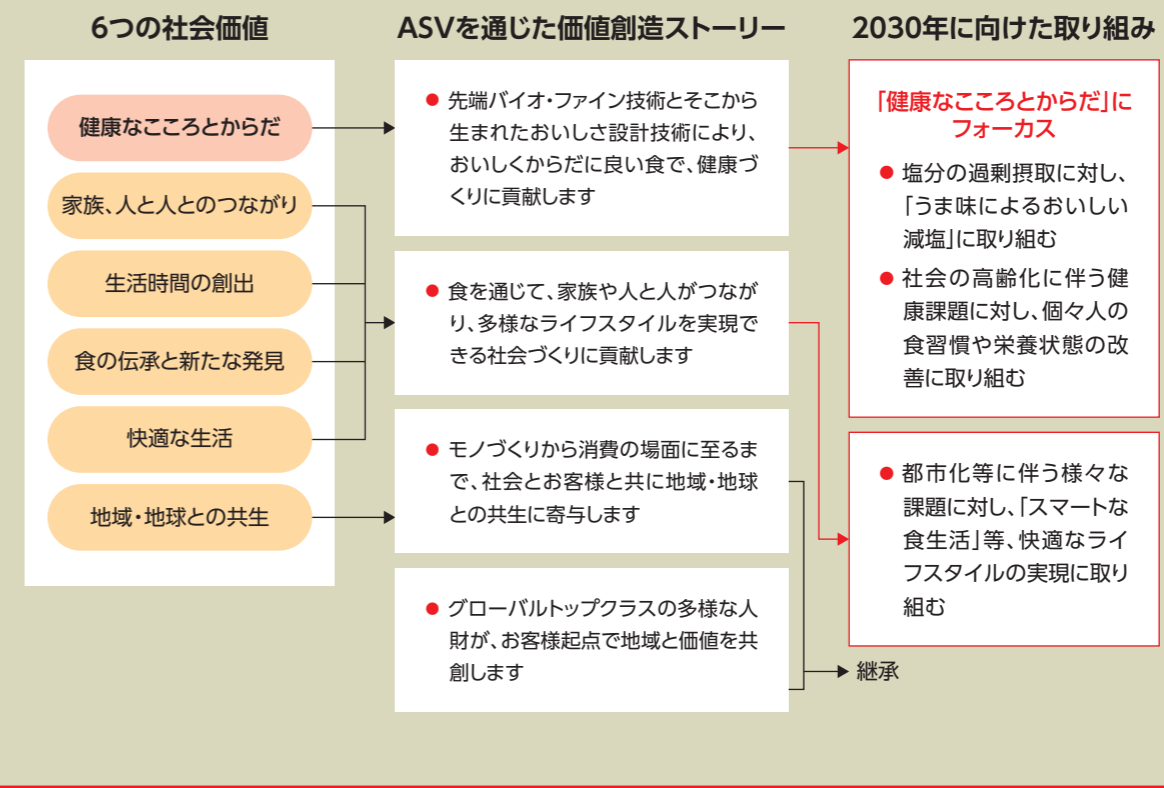 6つの社会価値
健康なこころとからだ
家族、人と人とのつながり
生活時間の創出
食の伝承と新たな発見
快適な生活
地域・地球との共生
ASVを通じた価値創造ストーリー
● 先端バイオ・ファイン技術とそこから
生まれたおいしさ設計技術により、
おいしくからだに良い食で、健康づ
くりに貢献します
● 食を通じて、家族や人と人がつなが
り、多様なライフスタイルを実現で
きる社会づくりに貢献します
● モノづくりから消費の場面に至るま
で、社会とお客様と共に地域・地球
との共生に寄与します
● グローバルトップクラスの多様な人
財が、お客様起点で地域と価値を共
創します
2030年に向けた取り組み
「健康なこころとからだ」に
フォーカス
● 塩分の過剰摂取に対し、
「うま味によるおいしい
減塩」に取り組む
● 社会の高齢化に伴う健
康課題に対し、個々人の
食習慣や栄養状態の改
善に取り組む
● 都市化等に伴う様々な
課題に対し、「スマートな
食生活」等、快適なライ
フスタイルの実現に取り
組む
継承